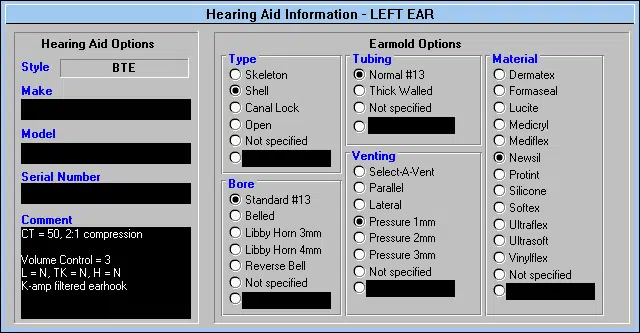 Hearing Aid Information - LEFT EAR
Hearing Aid Options
Style
BTE
Make
Model
Serial Number
Comment
CT = 50, 2:1 compression
Volume Control = 3
L = N, TK = N, H = N
K-amp filtered earhook
Earmold Options
Type
Skeleton
Shell
Canal Lock
Open
Not specified
Bore
Standard #13
Belled
Libby Horn 3mm
Libby Horn 4mm
Reverse Bell
Not specified
Tubing
Normal #13
Thick Walled
Not specified
Venting
Select-A-Vent
Parallel
Lateral
Pressure 1mm
Pressure 2mm
Pressure 3mm
Not specified
Material
Dermatex
Formaseal
Lucite
Medicryl
Mediflex
Newsil
Protint
Silicone
Softex
Ultraflex
Ultrasoft
Vinylflex
Not specified